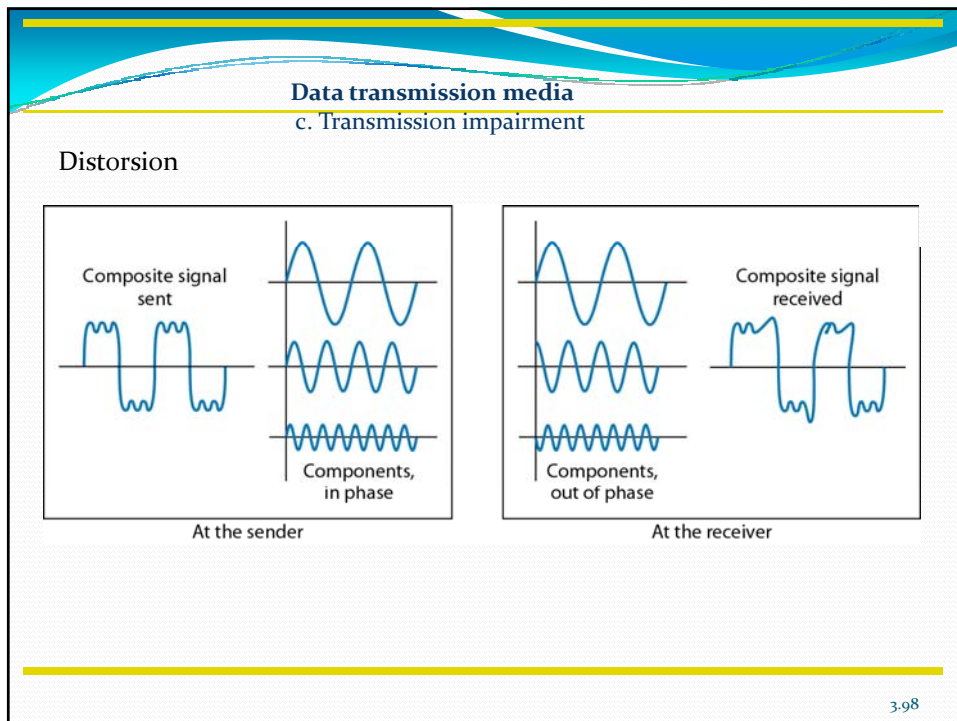 Data transmission media
c. Transmission impairment
Distorsion
Composite signal
sent
Components,
in phase
At the sender
Components,
out of phase
Composite signal
received
At the receiver
3.98